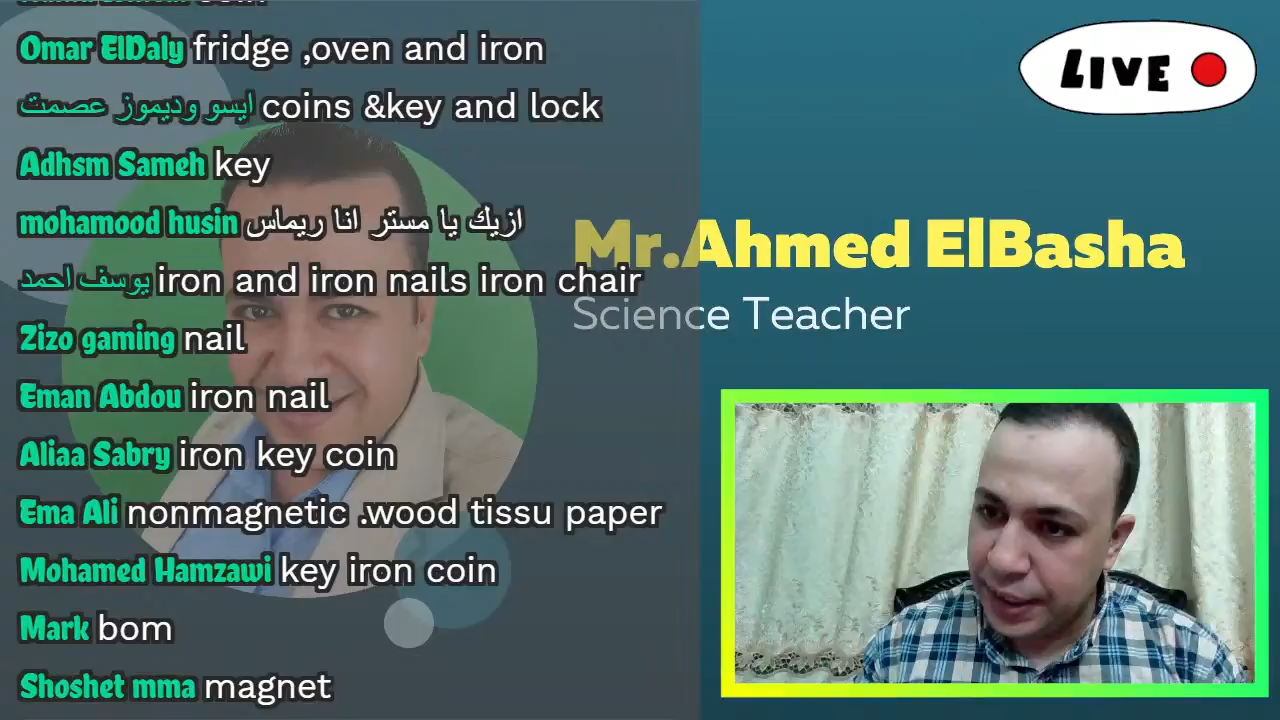 Omar ElDaly fridge ,oven and iron
ايسو وديموز عصمت coins &key and lock
Adhsm Sameh key
mohamood husin ازيك يا مستر انا ريماس
يوسف احمد iron and iron nails iron chair
Zizo gaming nail
Eman Abdou iron nail
Aliaa Sabry iron key coin
Ema Ali nonmagnetic .wood tissu paper
Mohamed Hamzawi key iron coin
Mark bom
Shoshet mma magnet
LIVE
Mr.Ahmed ElBasha
Science Teacher